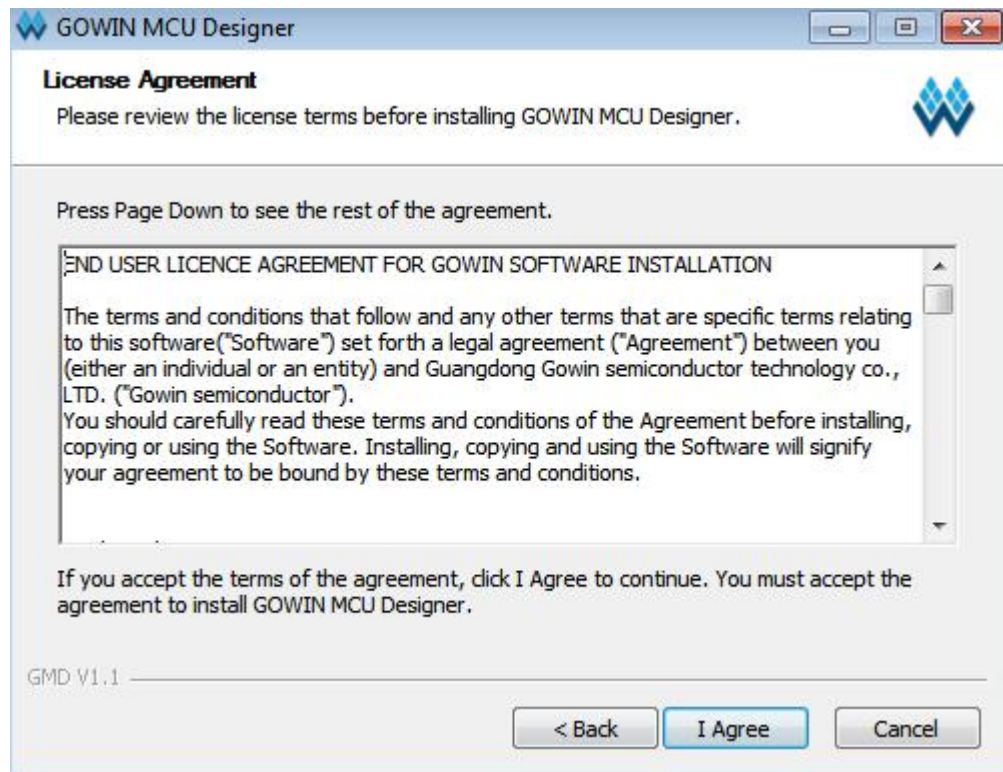 GOWIN MCU Designer
License Agreement
Please review the license terms before installing GOWIN MCU Designer.
Press Page Down to see the rest of the agreement.
END USER LICENCE AGREEMENT FOR GOWIN SOFTWARE INSTALLATION
The terms and conditions that follow and any other terms that are specific terms relating
to this software("Software") set forth a legal agreement ("Agreement") between you
(either an individual or an entity) and Guangdong Gowin semiconductor technology co.,
LTD. ("Gowin semiconductor").
You should carefully read these terms and conditions of the Agreement before installing,
copying or using the Software. Installing, copying and using the Software will signify
your agreement to be bound by these terms and conditions.
If you accept the terms of the agreement, click I Agree to continue. You must accept the
agreement to install GOWIN MCU Designer.
GMD V1.1
< Back
I Agree
Cancel